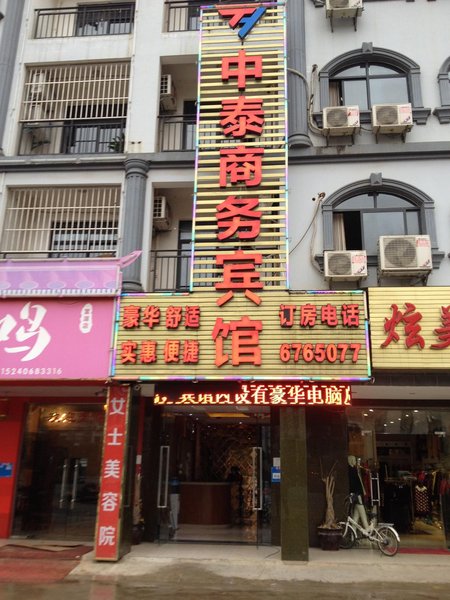 中泰商务宾馆
豪华舒适
实惠便捷
订房电话
6765077
设有豪华电脑
鸣
15240683316
女士美容院
炫